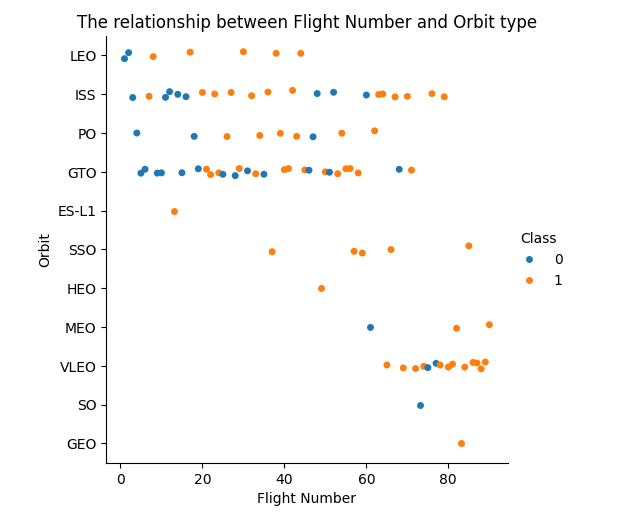 The relationship between Flight Number and Orbit type
LEO
ISS
PO
GTO
ES-L1
SSO
HEO
MEO
VLEO
SO
GEO
Orbit
0 20 40 60 80
Flight Number
Class
0
1